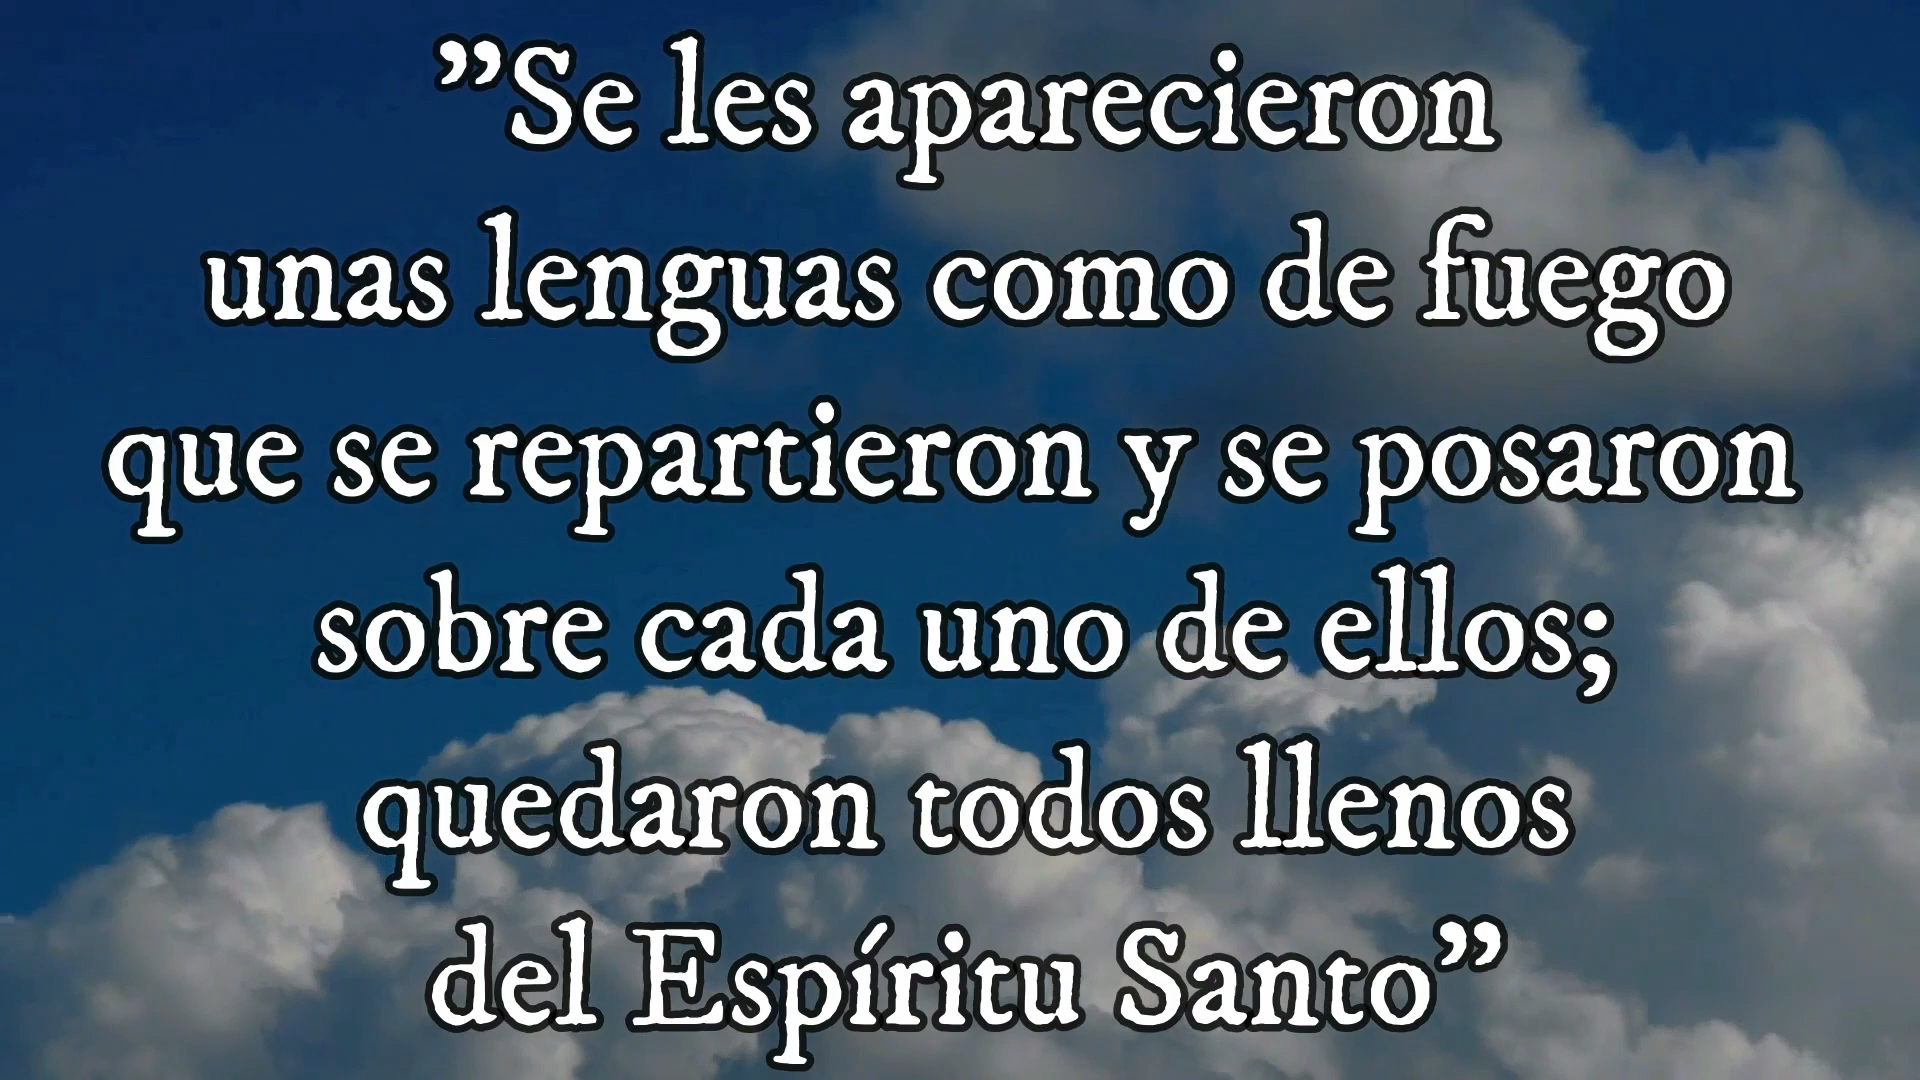 ”Se les aparecieron
unas lenguas como de fuego
que se repartieron y se posaron
sobre cada uno de ellos;
quedaron todos llenos
del Espíritu Santo”